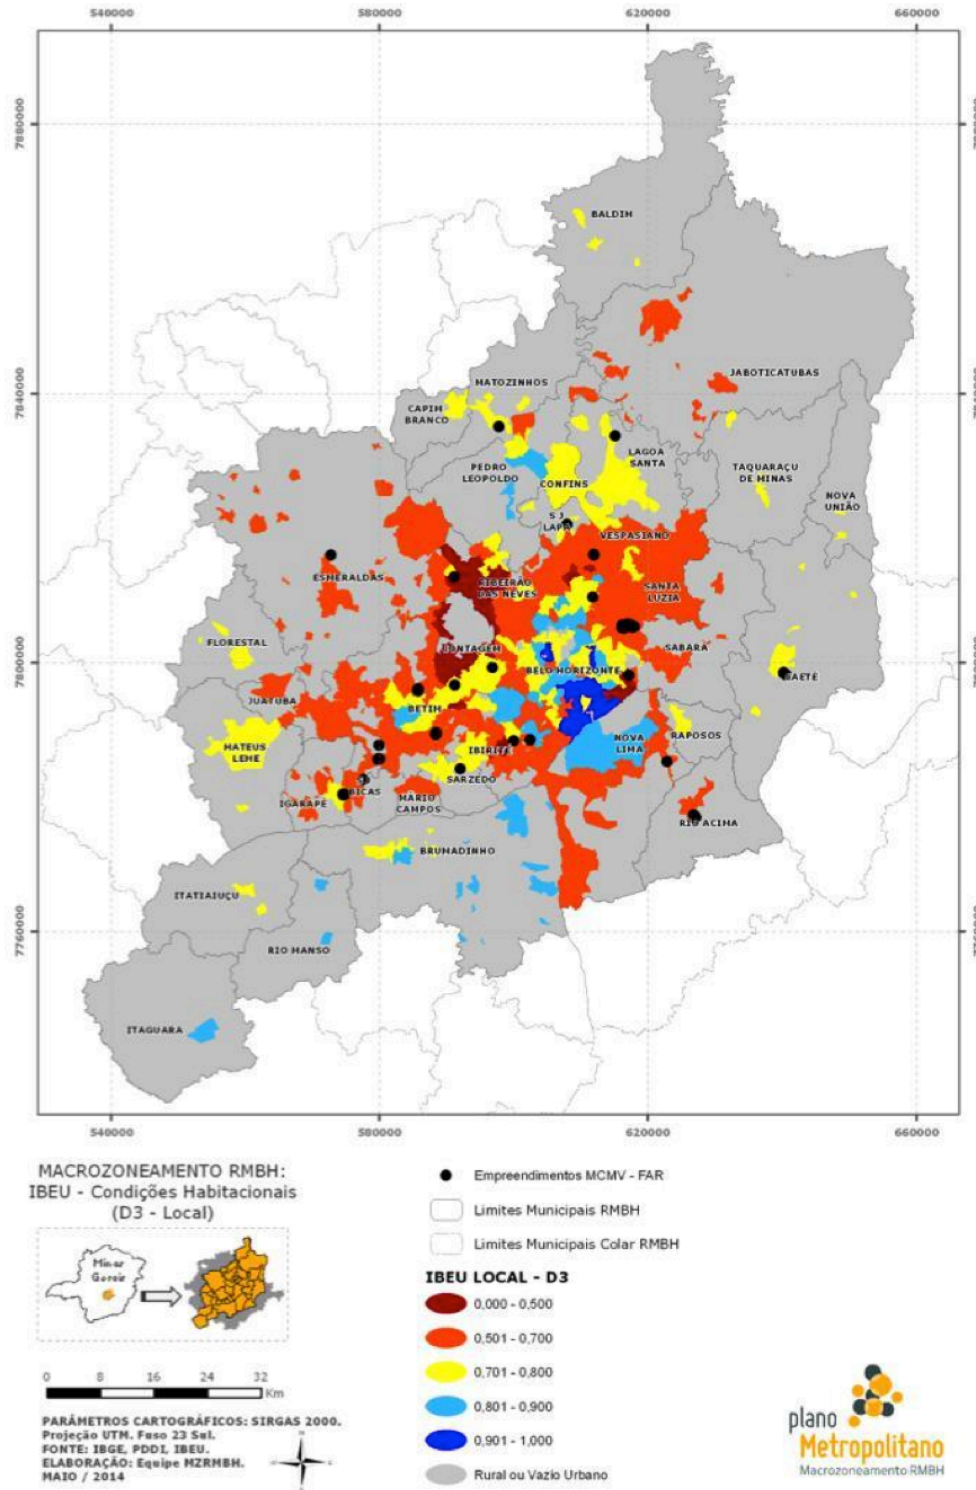 540000 580000 620000 660000
7880000
BALDIM
JABOTICATUBAS
MATOZINHOS
7840000
CAPIM
BRANCO
LAGOA
SANTA
PEDRO
LEOPOLDO
CONFINS
TAQUARAÇU
DE MINAS
NOVA
UNIÃO
S J
LAPA
VESPASIANO
ESMERALDAS
RIBEIRÃO
DAS NEVES
SANTA
LUZIA
FLORESTAL
CONTAGEM
SABARÁ
7800000
BELO HORIZONTE
CAETÉ
JUATUBA
BETIM
MATEUS
LEME
IBIRITÉ
NOVA
LIMA
RAPOSOS
SARZEDO
IGARAPÉ
BICAS
MARIO
CAMPOS
RIO ACIMA
BRUMADINHO
ITATIAIUÇU
7760000
RIO MANSO
ITAGUARA
540000 580000 620000 660000
MACROZONEAMENTO RMBH:
IBEU - Condições Habitacionais
(D3 - Local)
Minas
Gerais
0 8 16 24 32
Km
PARÂMETROS CARTOGRÁFICOS: SIRGAS 2000.
Projeção UTM. Fuso 23 Sul.
FONTE: IBGE, PDDI, IBEU.
ELABORAÇÃO: Equipe MZRMBH.
MAIO / 2014
Empreendimentos MCMV - FAR
Limites Municipais RMBH
Limites Municipais Colar RMBH
IBEU LOCAL - D3
0,000 - 0,500
0,501 - 0,700
0,701 - 0,800
0,801 - 0,900
0,901 - 1,000
Rural ou Vazio Urbano
plano
Metropolitano
Macrozoneamento RMBH